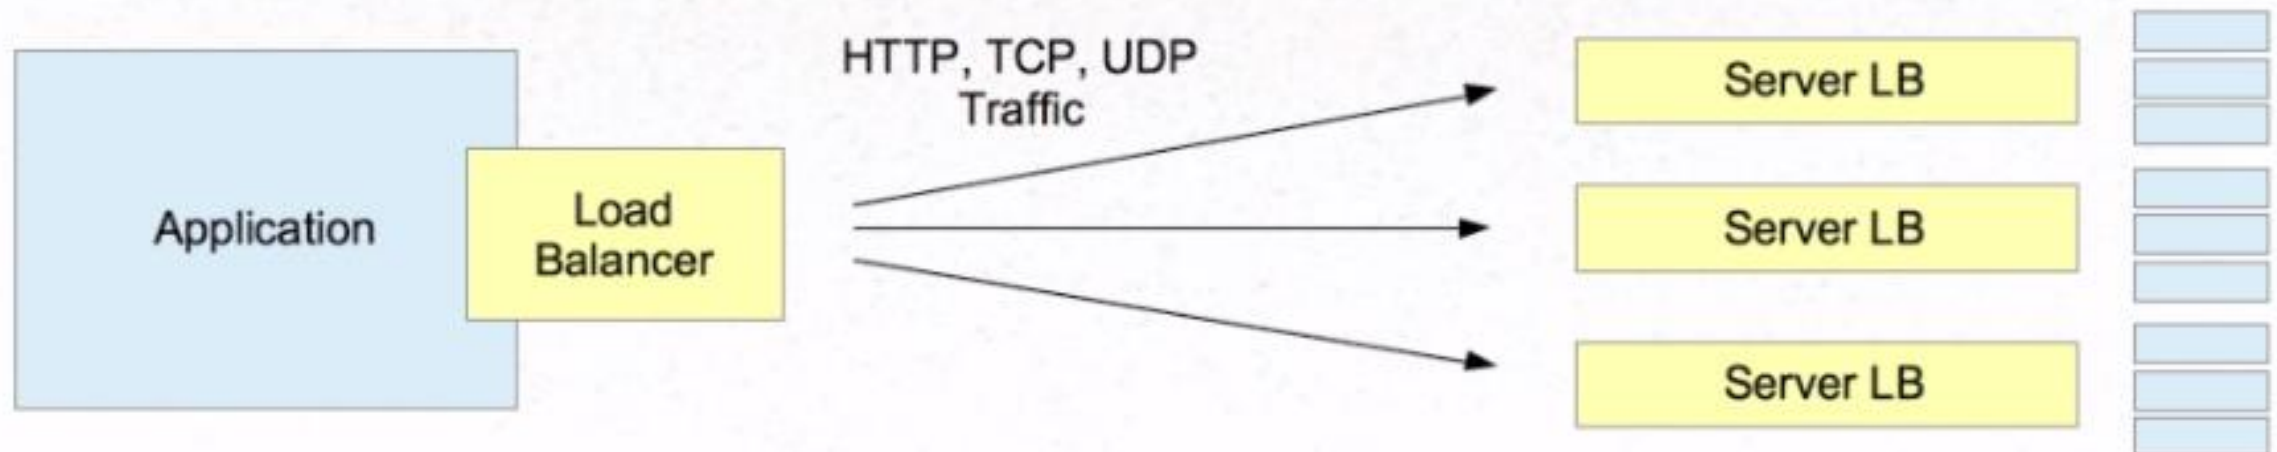 HTTP, TCP, UDP
Traffic
Application
Load
Balancer
Server LB
Server LB
Server LB